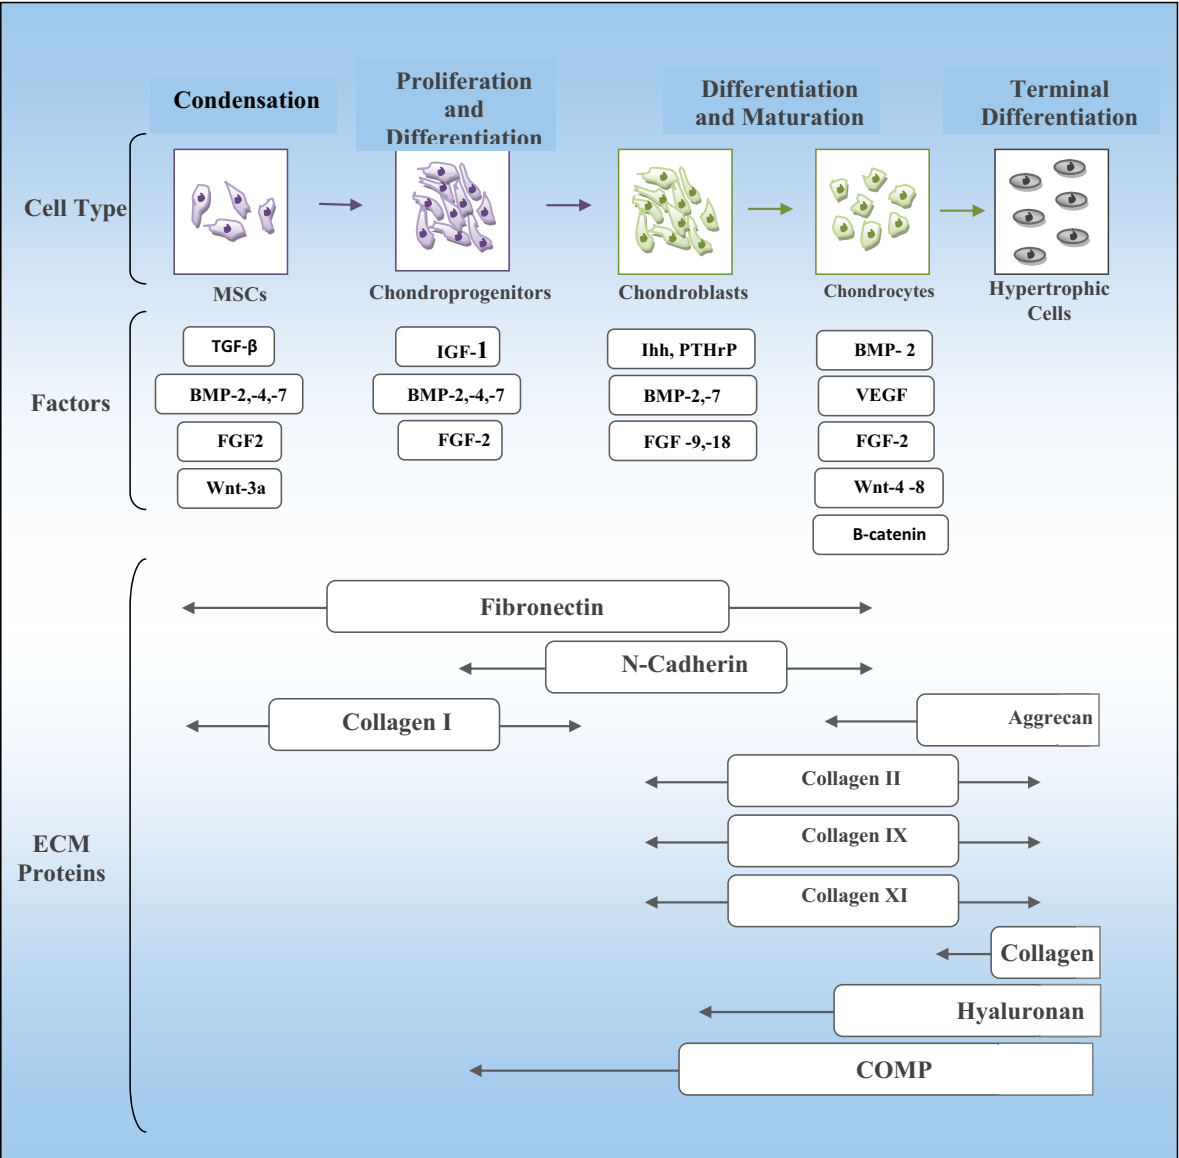 Condensation
Proliferation
and
Differentiation
Differentiation
and Maturation
Terminal
Differentiation
Cell Type
MSCs
Chondroprogenitors
Chondroblasts
Chondrocytes
Hypertrophic
Cells
Factors
TGF-β
BMP-2,-4,-7
FGF2
Wnt-3a
IGF-1
BMP-2,-4,-7
FGF-2
Ihh, PTHrP
BMP-2,-7
FGF -9,-18
BMP- 2
VEGF
FGF-2
Wnt-4 -8
B-catenin
ECM
Proteins
Fibronectin
N-Cadherin
Collagen I
Aggrecan
Collagen II
Collagen IX
Collagen XI
Collagen
Hyaluronan
COMP